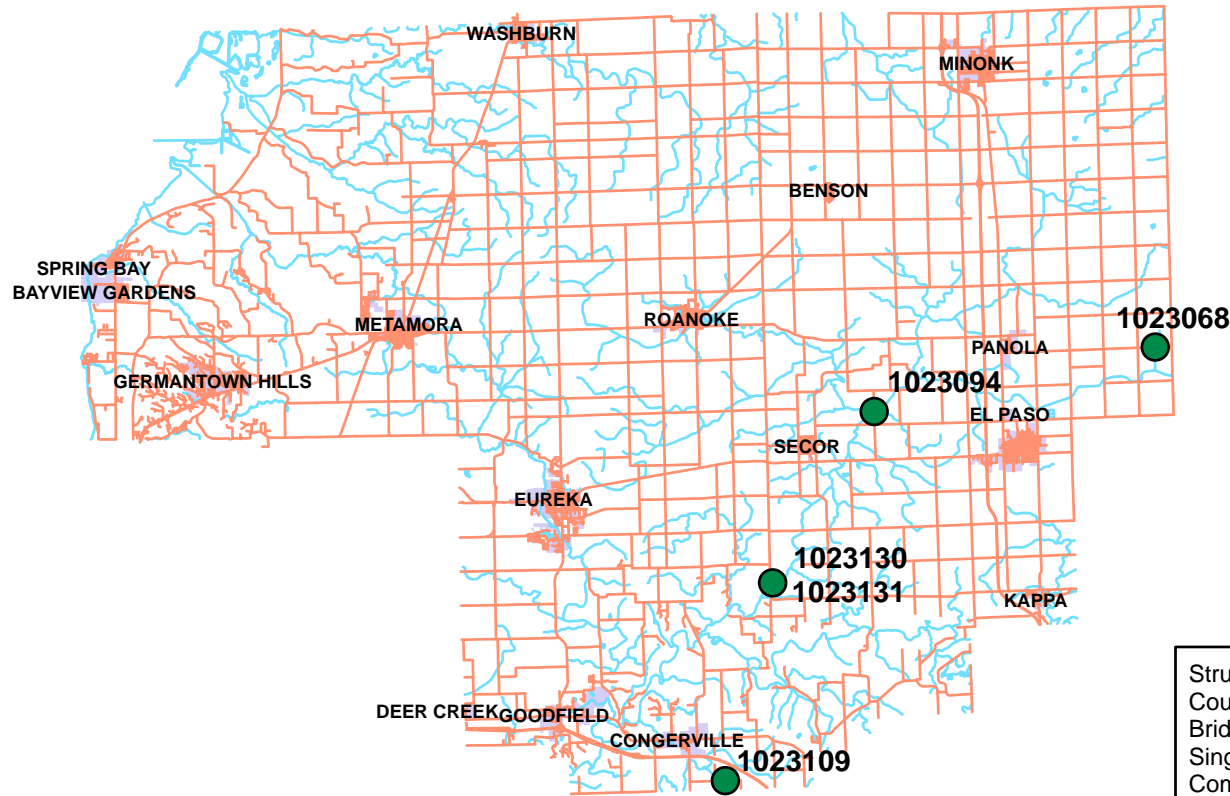 WASHBURN
MINONK
BENSON
SPRING BAY
BAYVIEW GARDENS
METAMORA
ROANOKE
1023068
PANOLA
GERMANTOWN HILLS
1023094
EL PASO
SECOR
EUREKA
1023130
1023131
KAPPA
DEER CREEK
GOODFIELD
CONGERVILLE
1023109
Stru
Cou
Brid
Sing
Con